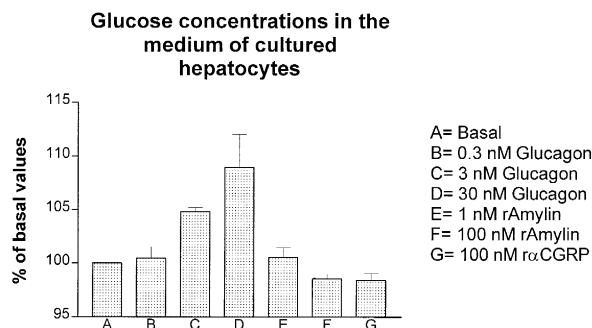 Glucose concentrations in the
medium of cultured
hepatocytes
% of basal values
115
110
105
100
95
A B C D E F G
A= Basal
B= 0.3 nM Glucagon
C= 3 nM Glucagon
D= 30 nM Glucagon
E= 1 nM rAmylin
F= 100 nM rAmylin
G= 100 nM rαCGRP